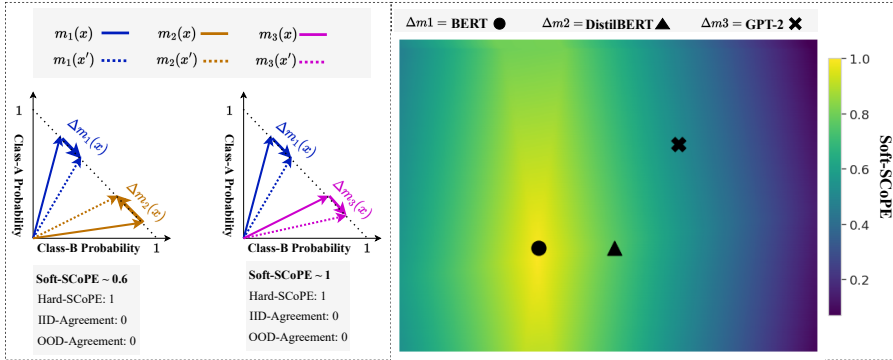 m₁(x) m₂(x) m₃(x)
m₁(x′) m₂(x′) m₃(x′)
1
Class-A Probability
Δm₁(x)
Δm₂(x)
Class-B Probability
1
Soft-SCoPE ~ 0.6
Hard-SCoPE: 1
IID-Agreement: 0
OOD-Agreement: 0
1
Class-A Probability
Δm₁(x)
Δm₃(x)
Class-B Probability
1
Soft-SCoPE ~ 1
Hard-SCoPE: 1
IID-Agreement: 0
OOD-Agreement: 0
Δm1 = BERT Δm2 = DistilBERT Δm3 = GPT-2
1.0
0.8
0.6
0.4
0.2
Soft-SCoPE